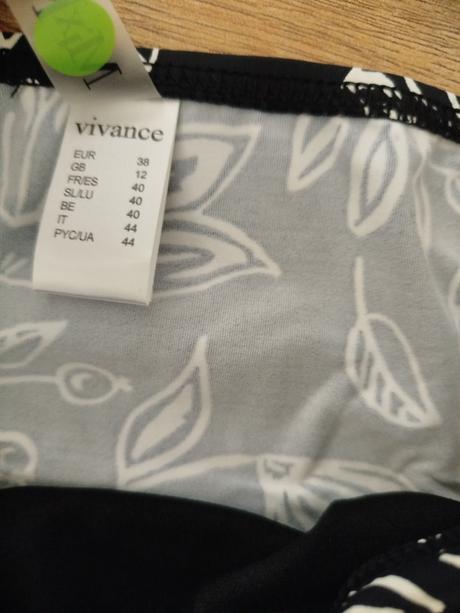 vivance
EUR 38
GB 12
FR/ES 40
SL/LU 40
BE 40
IT 44
PYC/UA 44